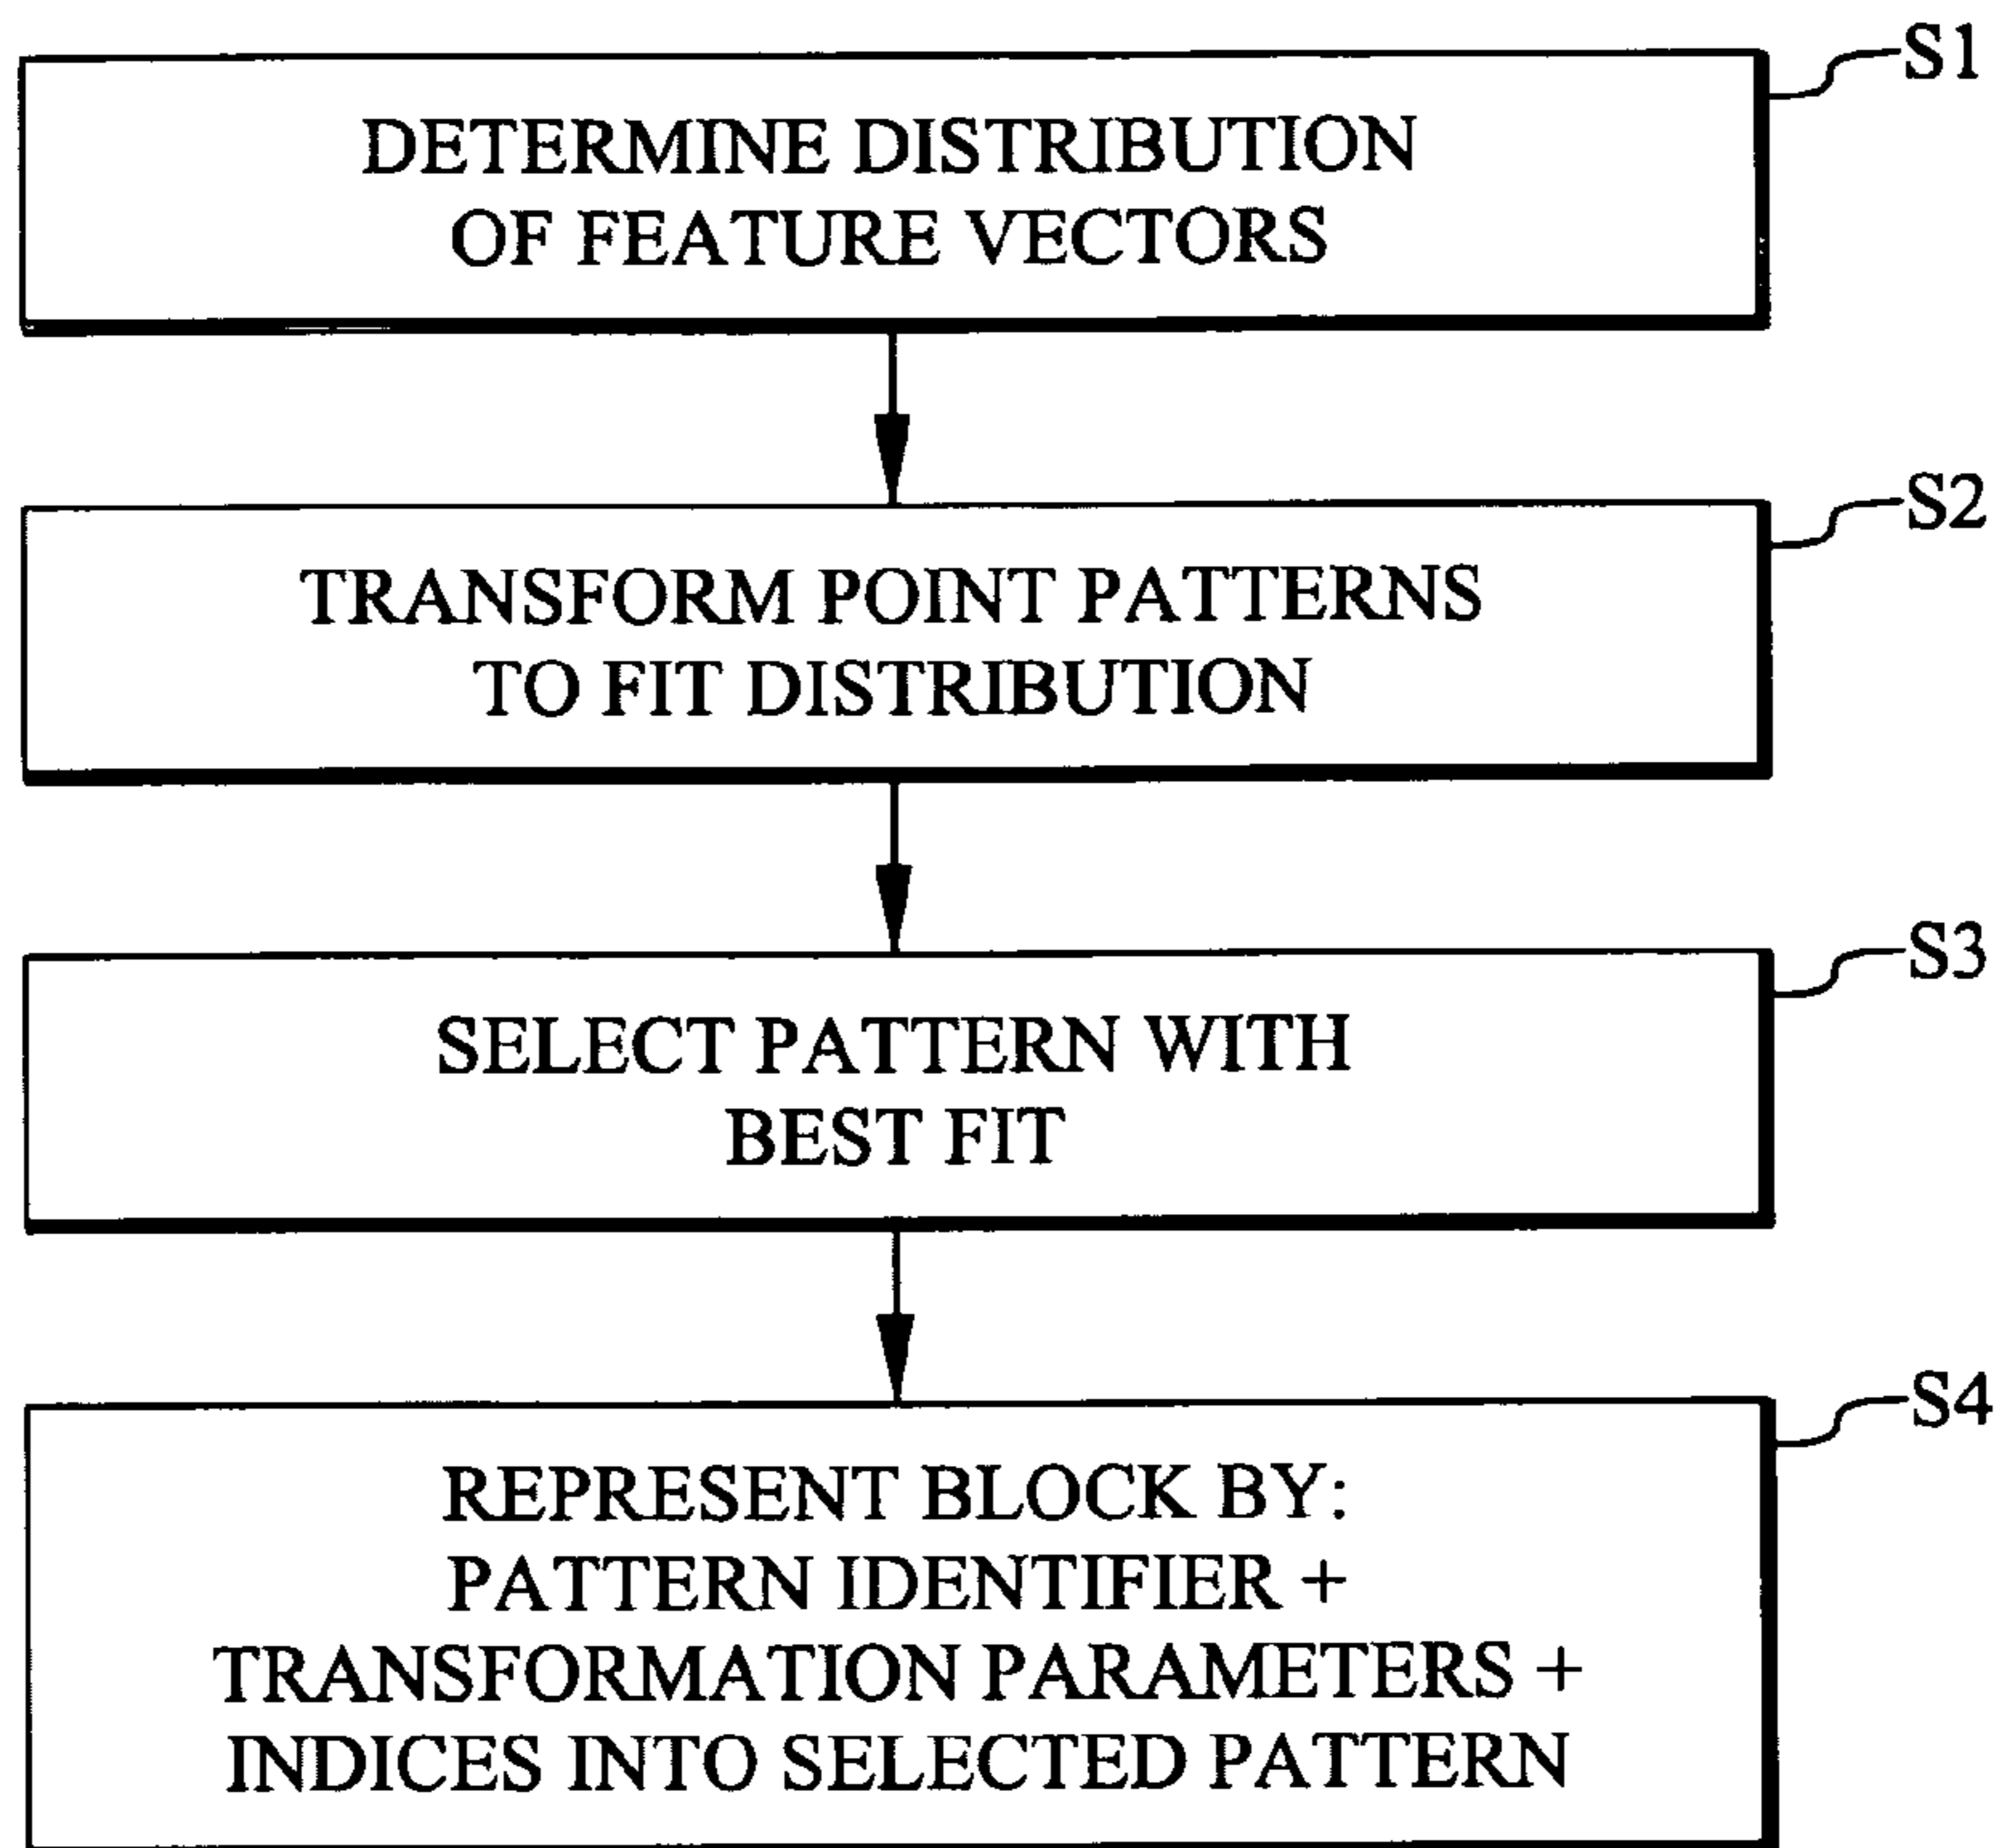 S1
DETERMINE DISTRIBUTION
OF FEATURE VECTORS
S2
TRANSFORM POINT PATTERNS
TO FIT DISTRIBUTION
S3
SELECT PATTERN WITH
BEST FIT
S4
REPRESENT BLOCK BY:
PATTERN IDENTIFIER +
TRANSFORMATION PARAMETERS +
INDICES INTO SELECTED PATTERN